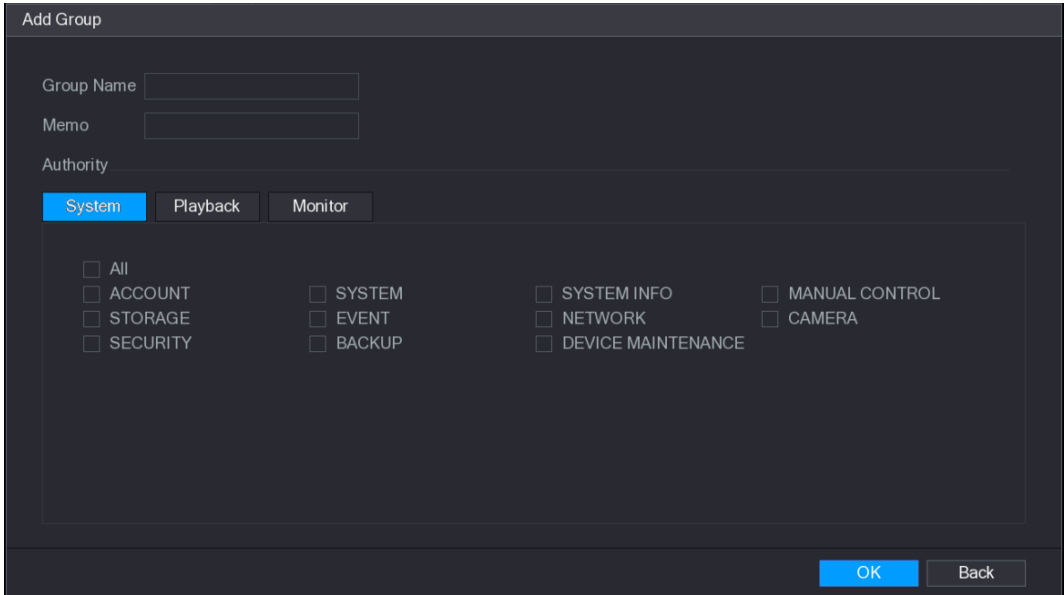 Add Group
Group Name
Memo
Authority
System Playback Monitor
All
ACCOUNT SYSTEM SYSTEM INFO MANUAL CONTROL
STORAGE EVENT NETWORK CAMERA
SECURITY BACKUP DEVICE MAINTENANCE
OK Back